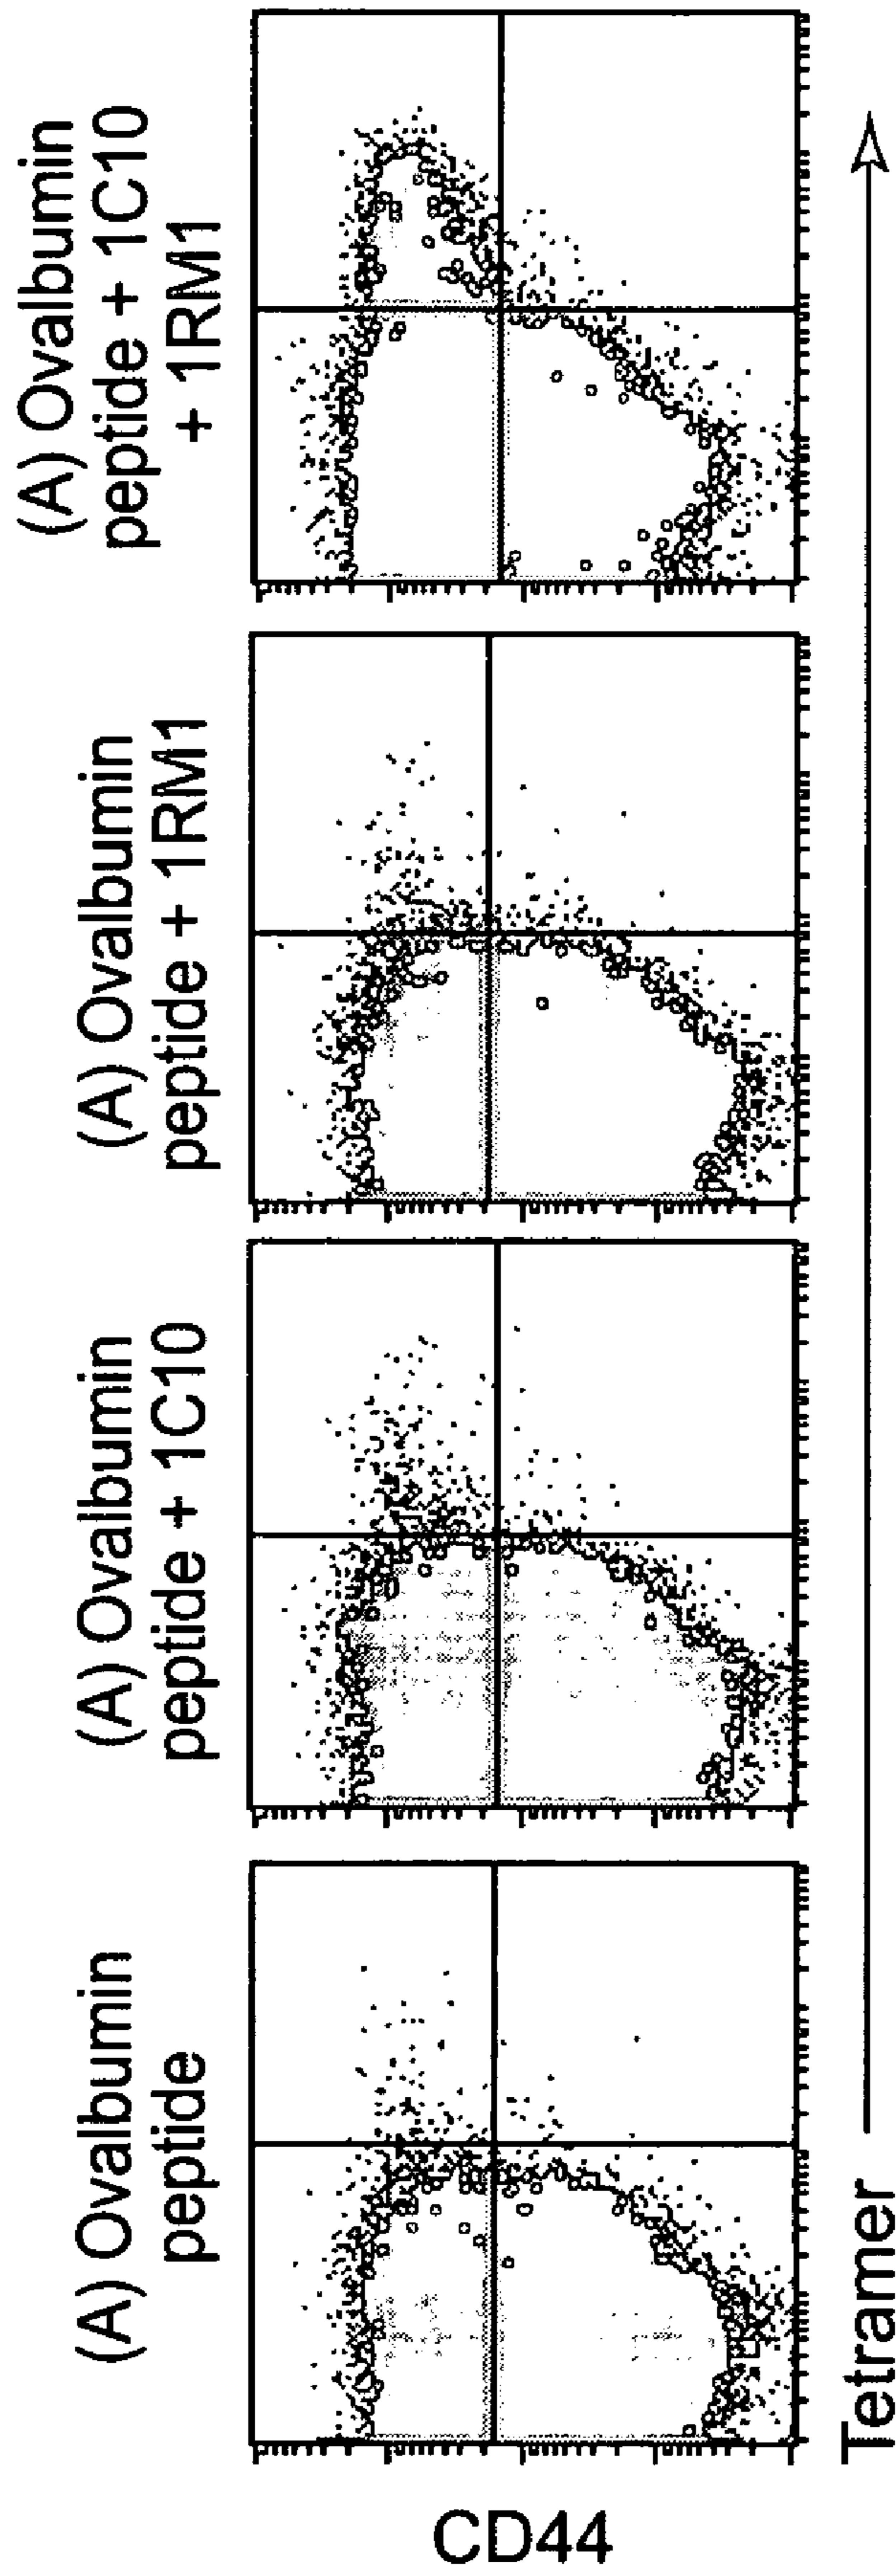 (A) Ovalbumin
peptide
(A) Ovalbumin
peptide + 1C10
(A) Ovalbumin
peptide + 1RM1
(A) Ovalbumin
peptide + 1C10
+ 1RM1
CD44
Tetramer